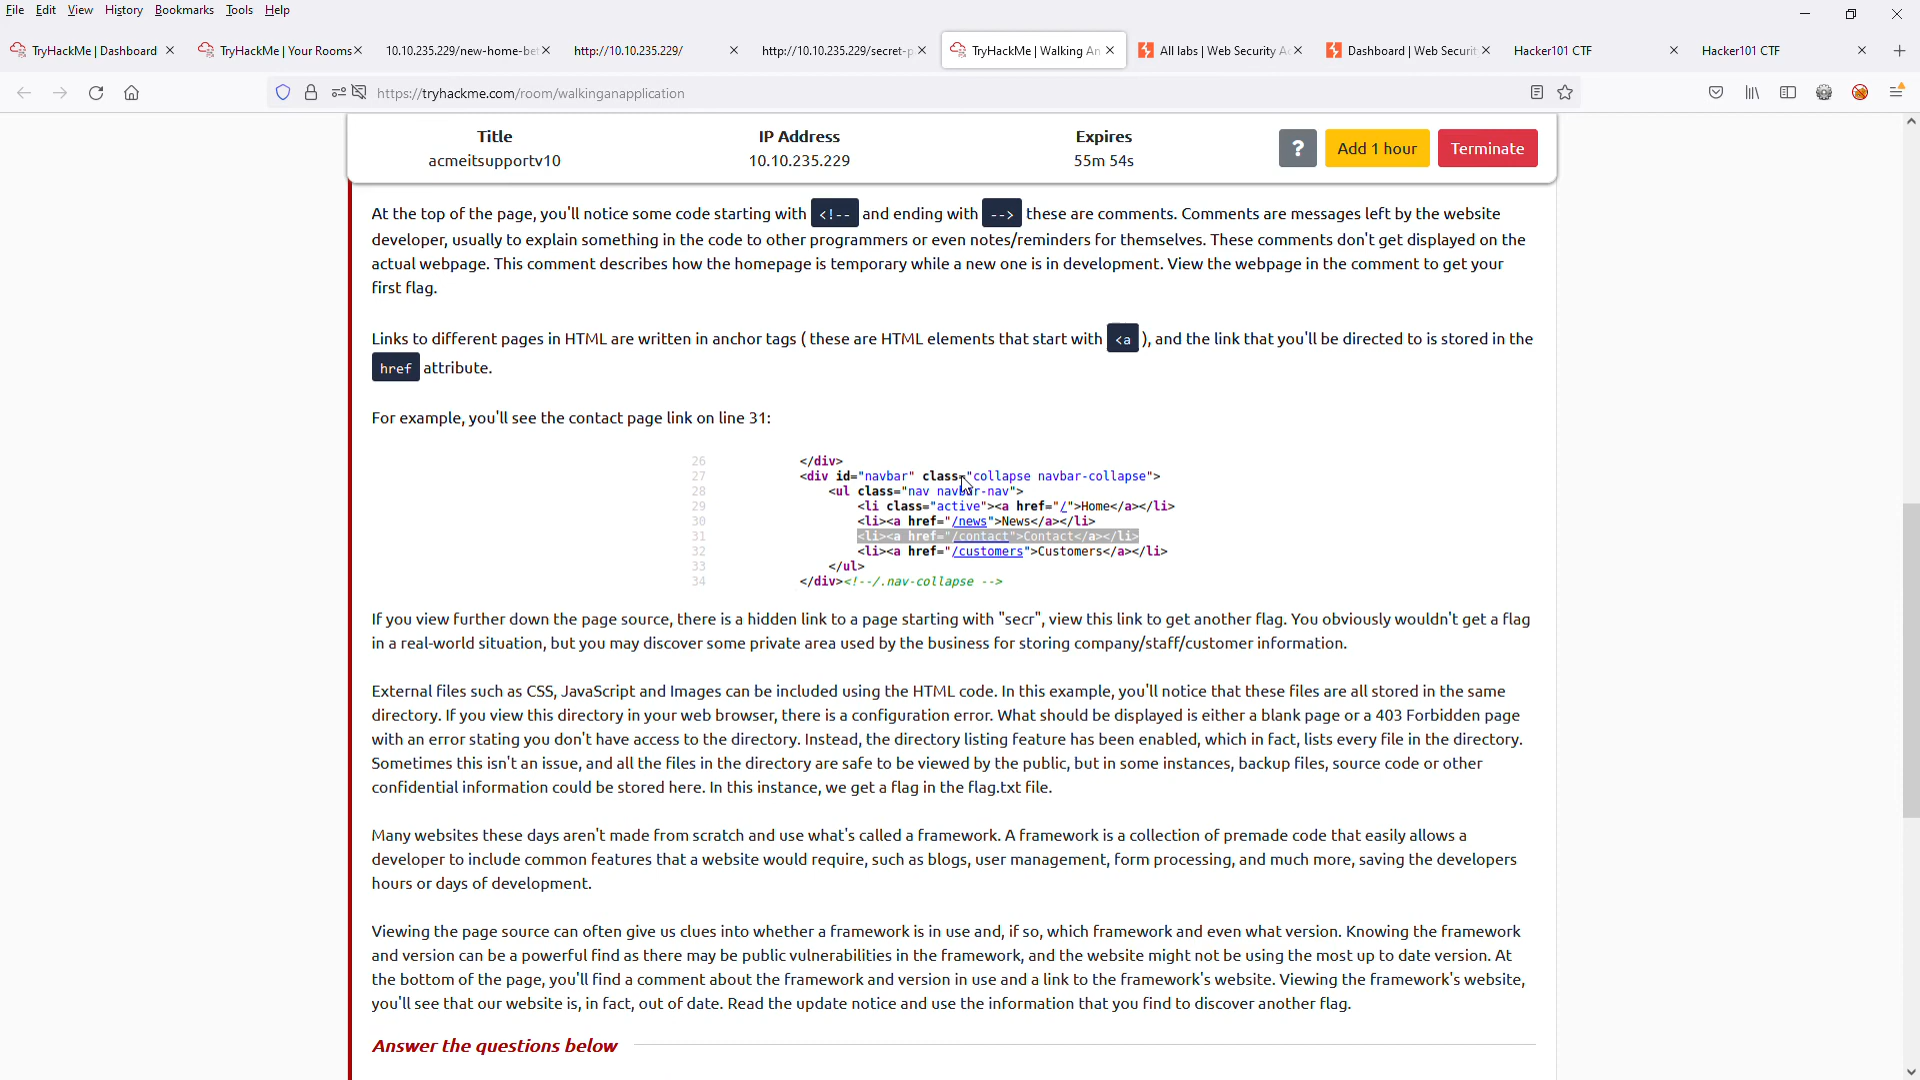 File Edit View History Bookmarks Tools Help
TryHackMe | Dashboard
TryHackMe | Your Rooms
10.10.235.229/new-home-be
http://10.10.235.229/
http://10.10.235.229/secret-p
TryHackMe | Walking An
All labs | Web Security A
Dashboard | Web Securit
Hacker101 CTF
Hacker101 CTF
https://tryhackme.com/room/walkinganapplication
Title
acmeitsupportv10
IP Address
10.10.235.229
Expires
55m 54s
?
Add 1 hour
Terminate
At the top of the page, you'll notice some code starting with <!-- and ending with --> these are comments. Comments are messages left by the website
developer, usually to explain something in the code to other programmers or even notes/reminders for themselves. These comments don't get displayed on the
actual webpage. This comment describes how the homepage is temporary while a new one is in development. View the webpage in the comment to get your
first flag.
Links to different pages in HTML are written in anchor tags ( these are HTML elements that start with <a ), and the link that you'll be directed to is stored in the
href attribute.
For example, you'll see the contact page link on line 31:
26 </div>
27 <div id="navbar" class="collapse navbar-collapse">
28 <ul class="nav navbar-nav">
29 <li class="active"><a href="/">Home</a></li>
30 <li><a href="/news">News</a></li>
31 <li><a href="/contact">Contact</a></li>
32 <li><a href="/customers">Customers</a></li>
33 </ul>
34 </div><!--/.nav-collapse -->
If you view further down the page source, there is a hidden link to a page starting with "secr", view this link to get another flag. You obviously wouldn't get a flag
in a real-world situation, but you may discover some private area used by the business for storing company/staff/customer information.
External files such as CSS, JavaScript and Images can be included using the HTML code. In this example, you'll notice that these files are all stored in the same
directory. If you view this directory in your web browser, there is a configuration error. What should be displayed is either a blank page or a 403 Forbidden page
with an error stating you don't have access to the directory. Instead, the directory listing feature has been enabled, which in fact, lists every file in the directory.
Sometimes this isn't an issue, and all the files in the directory are safe to be viewed by the public, but in some instances, backup files, source code or other
confidential information could be stored here. In this instance, we get a flag in the flag.txt file.
Many websites these days aren't made from scratch and use what's called a framework. A framework is a collection of premade code that easily allows a
developer to include common features that a website would require, such as blogs, user management, form processing, and much more, saving the developers
hours or days of development.
Viewing the page source can often give us clues into whether a framework is in use and, if so, which framework and even what version. Knowing the framework
and version can be a powerful find as there may be public vulnerabilities in the framework, and the website might not be using the most up to date version. At
the bottom of the page, you'll find a comment about the framework and version in use and a link to the framework's website. Viewing the framework's website,
you'll see that our website is, in fact, out of date. Read the update notice and use the information that you find to discover another flag.
Answer the questions below